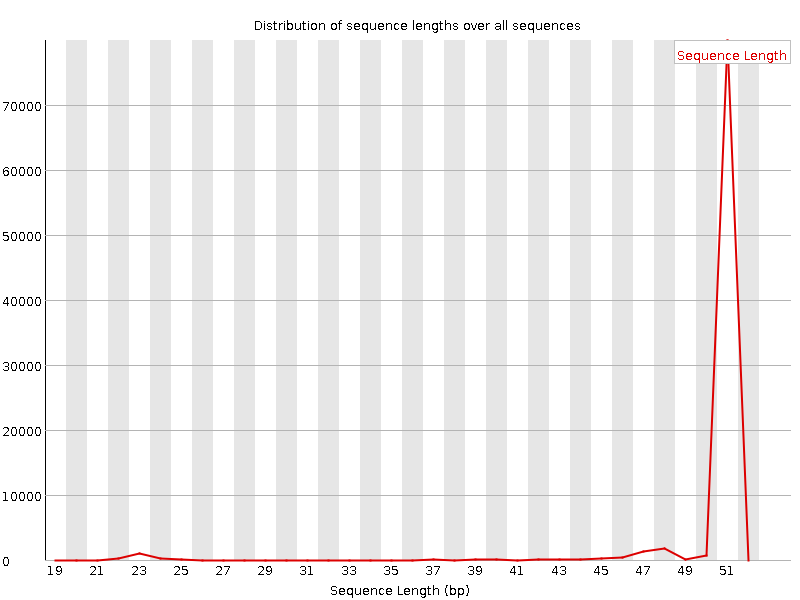 Distribution of sequence lengths over all sequences
Sequence Length
70000
60000
50000
40000
30000
20000
10000
0
19 21 23 25 27 29 31 33 35 37 39 41 43 45 47 49 51
Sequence Length (bp)